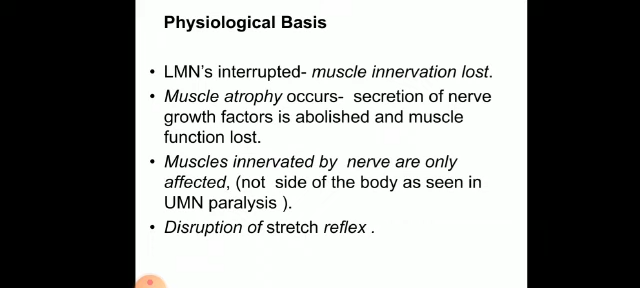 Physiological Basis
• LMN's interrupted- muscle innervation lost.
• Muscle atrophy occurs- secretion of nerve
growth factors is abolished and muscle
function lost.
• Muscles innervated by nerve are only
affected, (not side of the body as seen in
UMN paralysis ).
• Disruption of stretch reflex .